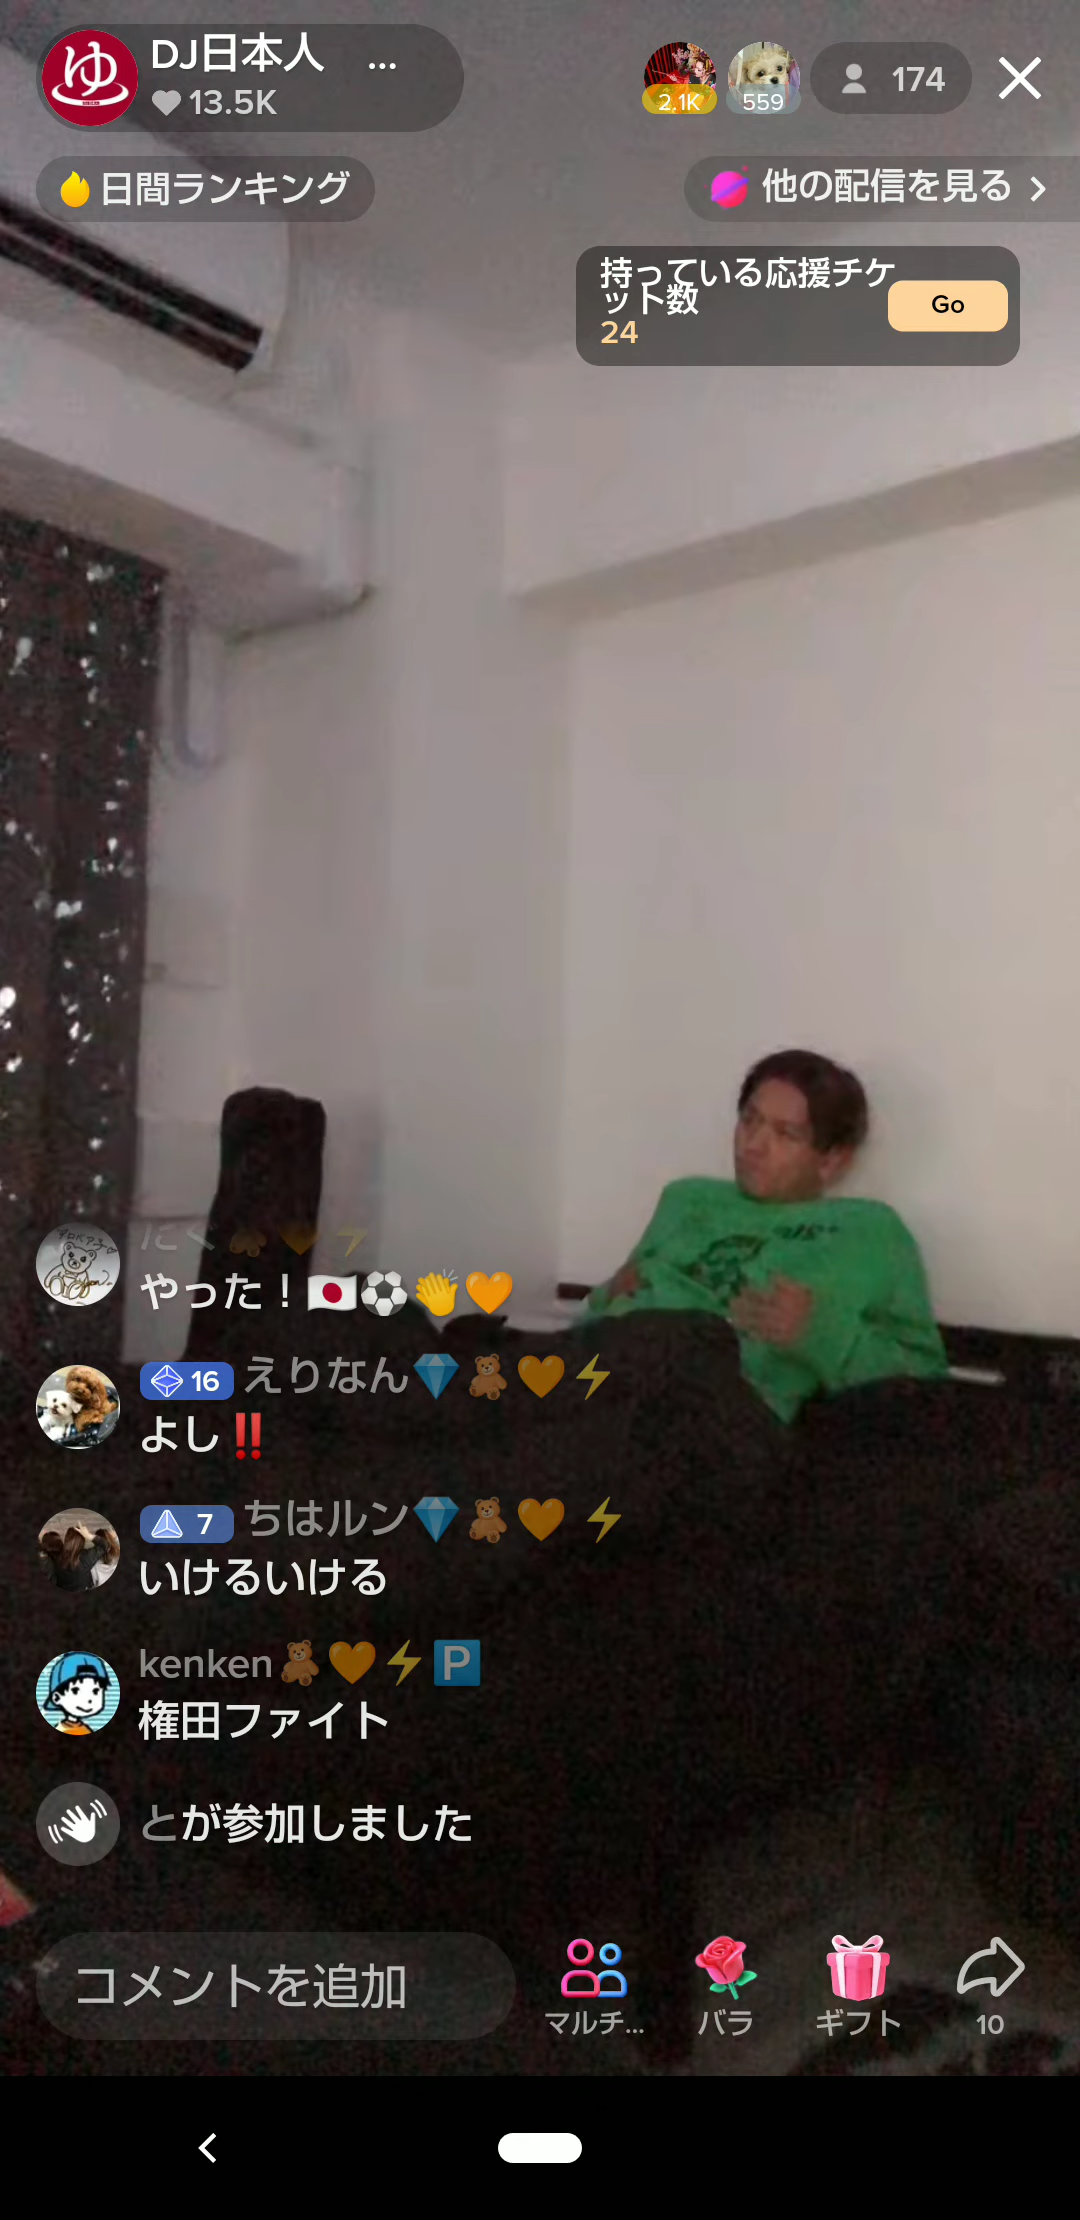 ゆ
DJ日本人 ...
13.5K
2.1K
559
174
日間ランキング
他の配信を見る
持っている応援チケ
ット数
24
Go
やった！🇯🇵⚽👏🧡
16 えりなん💎🧸🧡⚡
よし‼️
7 ちはルン💎🧸🧡 ⚡
いけるいける
kenken🧸🧡⚡🅿️
権田ファイト
とが参加しました
コメントを追加
マルチ...
バラ
ギフト
10